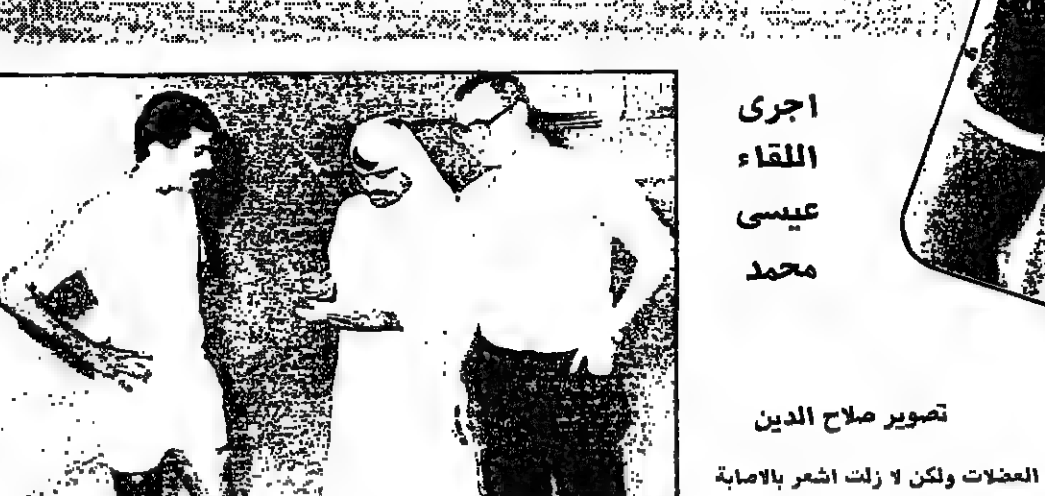 اجرى
اللقاء
عيسى
محمد
تصوير صلاح الدين
العضلات ولكن لا زلت اشعر بالاصابة